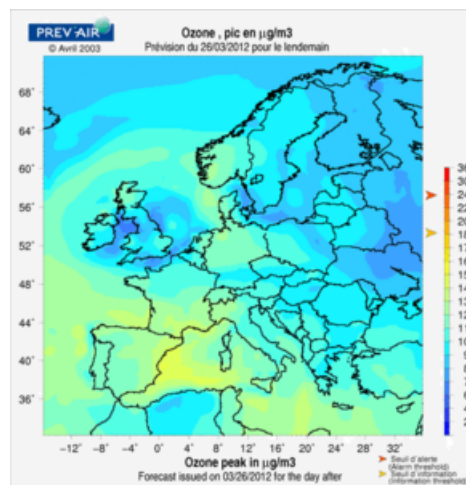 PREV'AIR
© Avril 2003
Ozone , pic en µg/m3
Prévision du 26/03/2012 pour le lendemain
68°
64°
60°
56°
52°
48°
44°
40°
36°
-12° -8° -4° 0° 4° 8° 12° 16° 20° 24° 28° 32°
Ozone peak in µg/m3
Forecast issued on 03/26/2012 for the day after
Seuil d'alerte
(Alarm threshold)
Seuil d'information
(Information threshold)